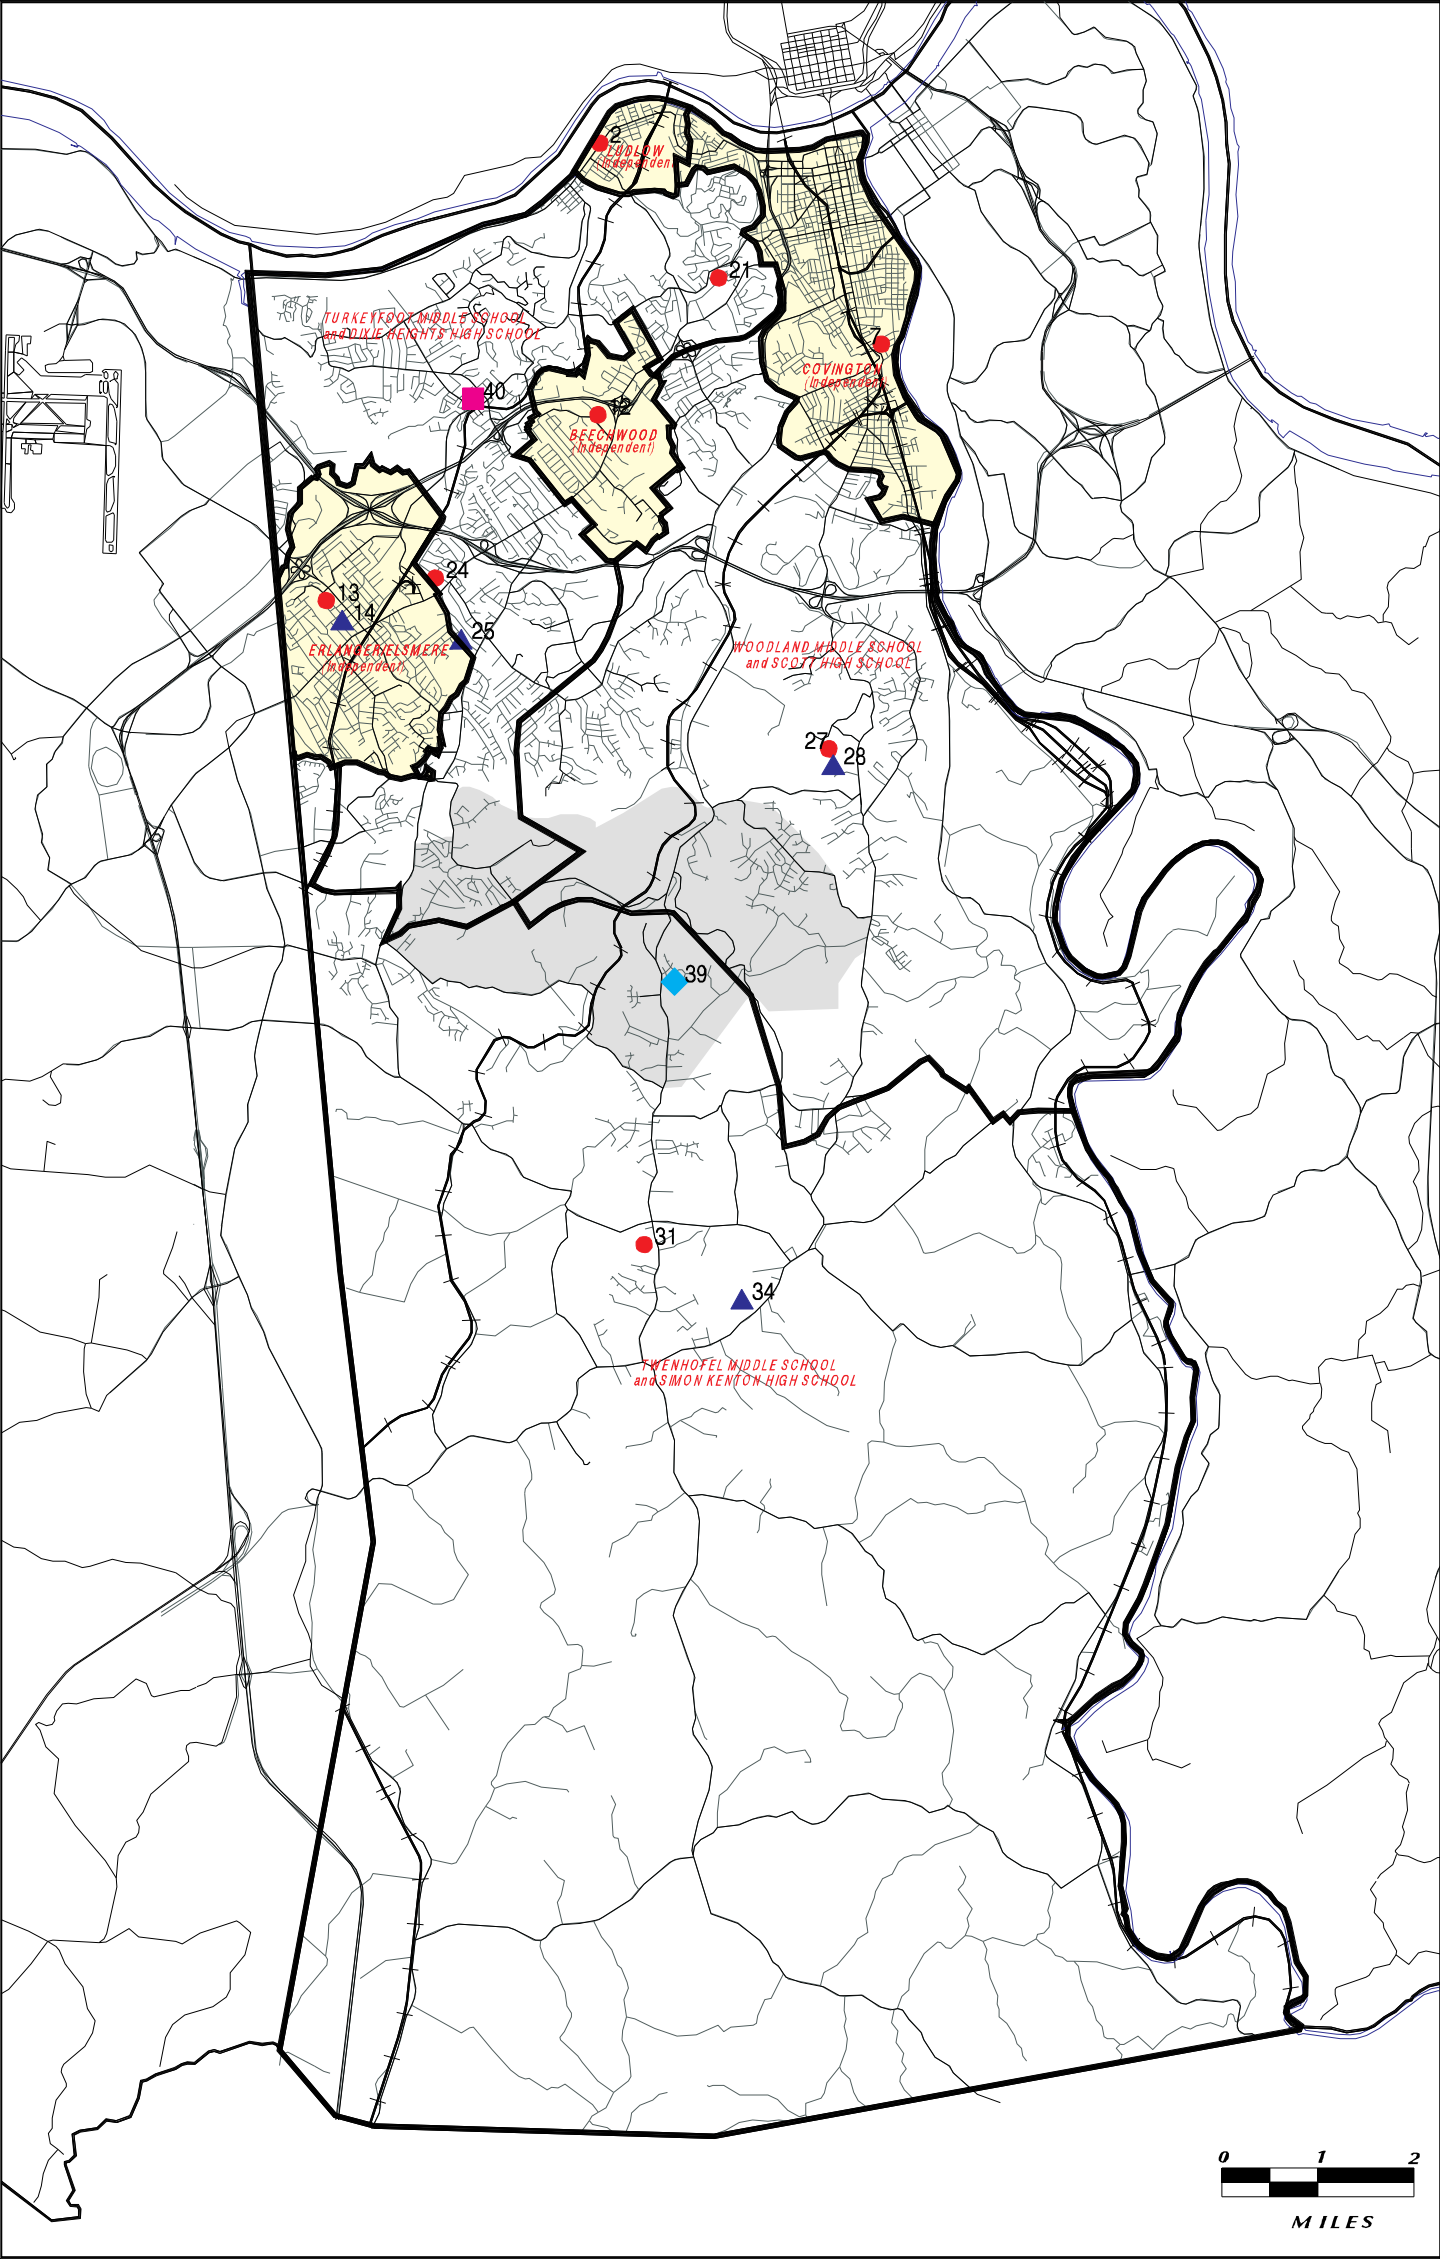 2
LUDLOW
(Independent
21
TURKEYFOOT MIDDLE SCHOOL
and DIXIE HEIGHTS HIGH SCHOOL
7
COVINGTON
(Independent)
40
12
BEECHWOOD
(Independent)
24
13
14
25
ERLANGER/ELSMERE
(Independent)
WOODLAND MIDDLE SCHOOL
and SCOTT HIGH SCHOOL
27
28
39
31
34
TWENHOFEL MIDDLE SCHOOL
and SIMON KENTON HIGH SCHOOL
0 1 2
MILES